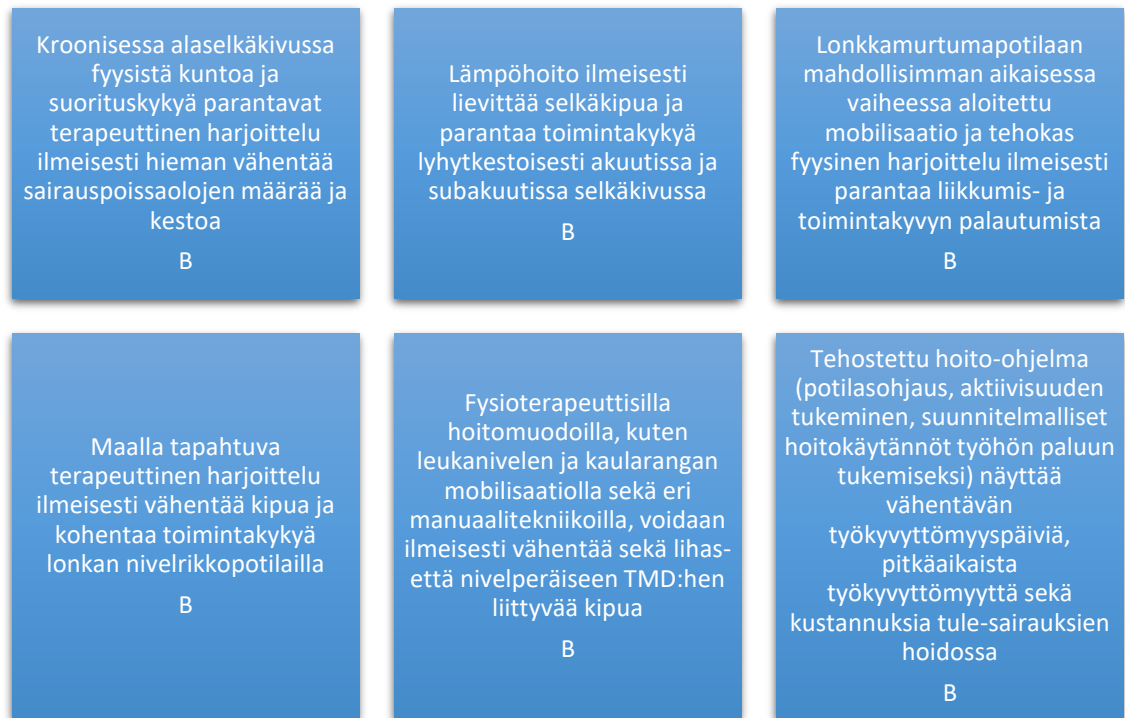 Kroonisessa alaselkäkivussa
fyysistä kuntoa ja
suorituskykyä parantavat
terapeuttinen harjoittelu
ilmeisesti hieman vähentää
sairauspoissaolojen määrää ja
kestoa
B
Lämpöhoito ilmeisesti
lievittää selkäkipua ja
parantaa toimintakykyä
lyhytkestoisesti akuutissa ja
subakuutissa selkäkivussa
B
Lonkkamurtumapotilaan
mahdollisimman aikaisessa
vaiheessa aloitettu
mobilisaatio ja tehokas
fyysinen harjoittelu ilmeisesti
parantaa liikkumis- ja
toimintakyvyn palautumista
B
Maalla tapahtuva
terapeuttinen harjoittelu
ilmeisesti vähentää kipua ja
kohentaa toimintakykyä
lonkan nivelrikkopotilailla
B
Fysioterapeuttisilla
hoitomuodoilla, kuten
leukanivelen ja kaularangan
mobilisaatiolla sekä eri
manuaalitekniikoilla, voidaan
ilmeisesti vähentää sekä lihas-
että nivelperäiseen TMD:hen
liittyvää kipua
B
Tehostettu hoito-ohjelma
(potilasohjaus, aktiivisuuden
tukeminen, suunnitelmalliset
hoitokäytännöt työhön paluun
tukemiseksi) näyttää
vähentävän
työkyvyttömyyspäiviä,
pitkäaikaista
työkyvyttömyyttä sekä
kustannuksia tule-sairauksien
hoidossa
B